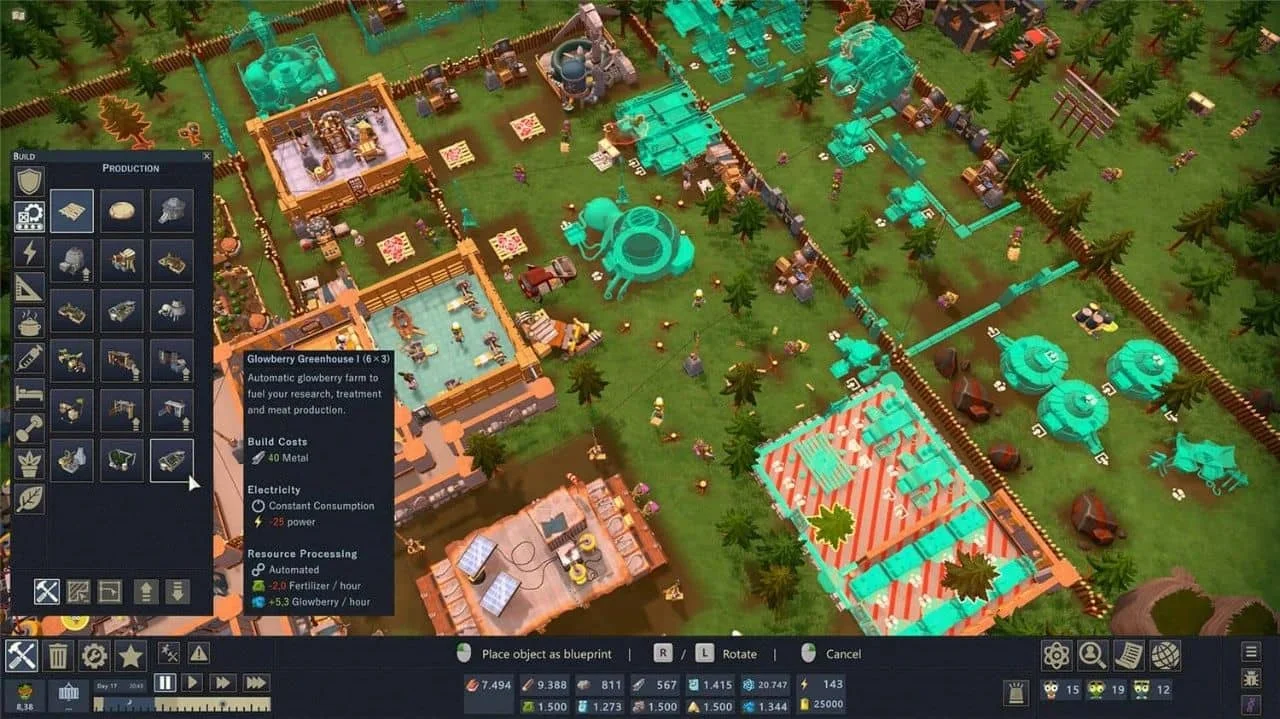 BUILD
PRODUCTION
Glowberry Greenhouse I (6×3)
Automatic glowberry farm to
fuel your research, treatment
and meat production.
Build Costs
40 Metal
Electricity
Constant Consumption
-25 power
Resource Processing
Automated
-2,0 Fertilizer / hour
+5,3 Glowberry / hour
Place object as blueprint | R / L Rotate | Cancel
8,38
...
Day 17 20:43
7.494 9.388 811 567 1.415 20.747 143
1.500 1.273 1.500 1.500 1.344 25000
15 19 12